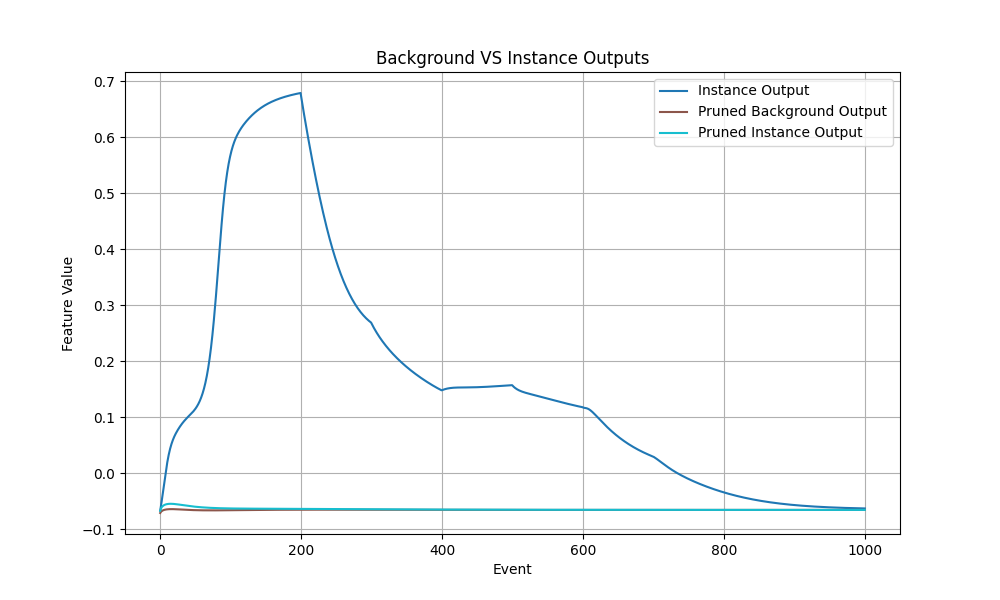 Background VS Instance Outputs
Instance Output
Pruned Background Output
Pruned Instance Output
Feature Value
0.7
0.6
0.5
0.4
0.3
0.2
0.1
0.0
−0.1
0 200 400 600 800 1000
Event